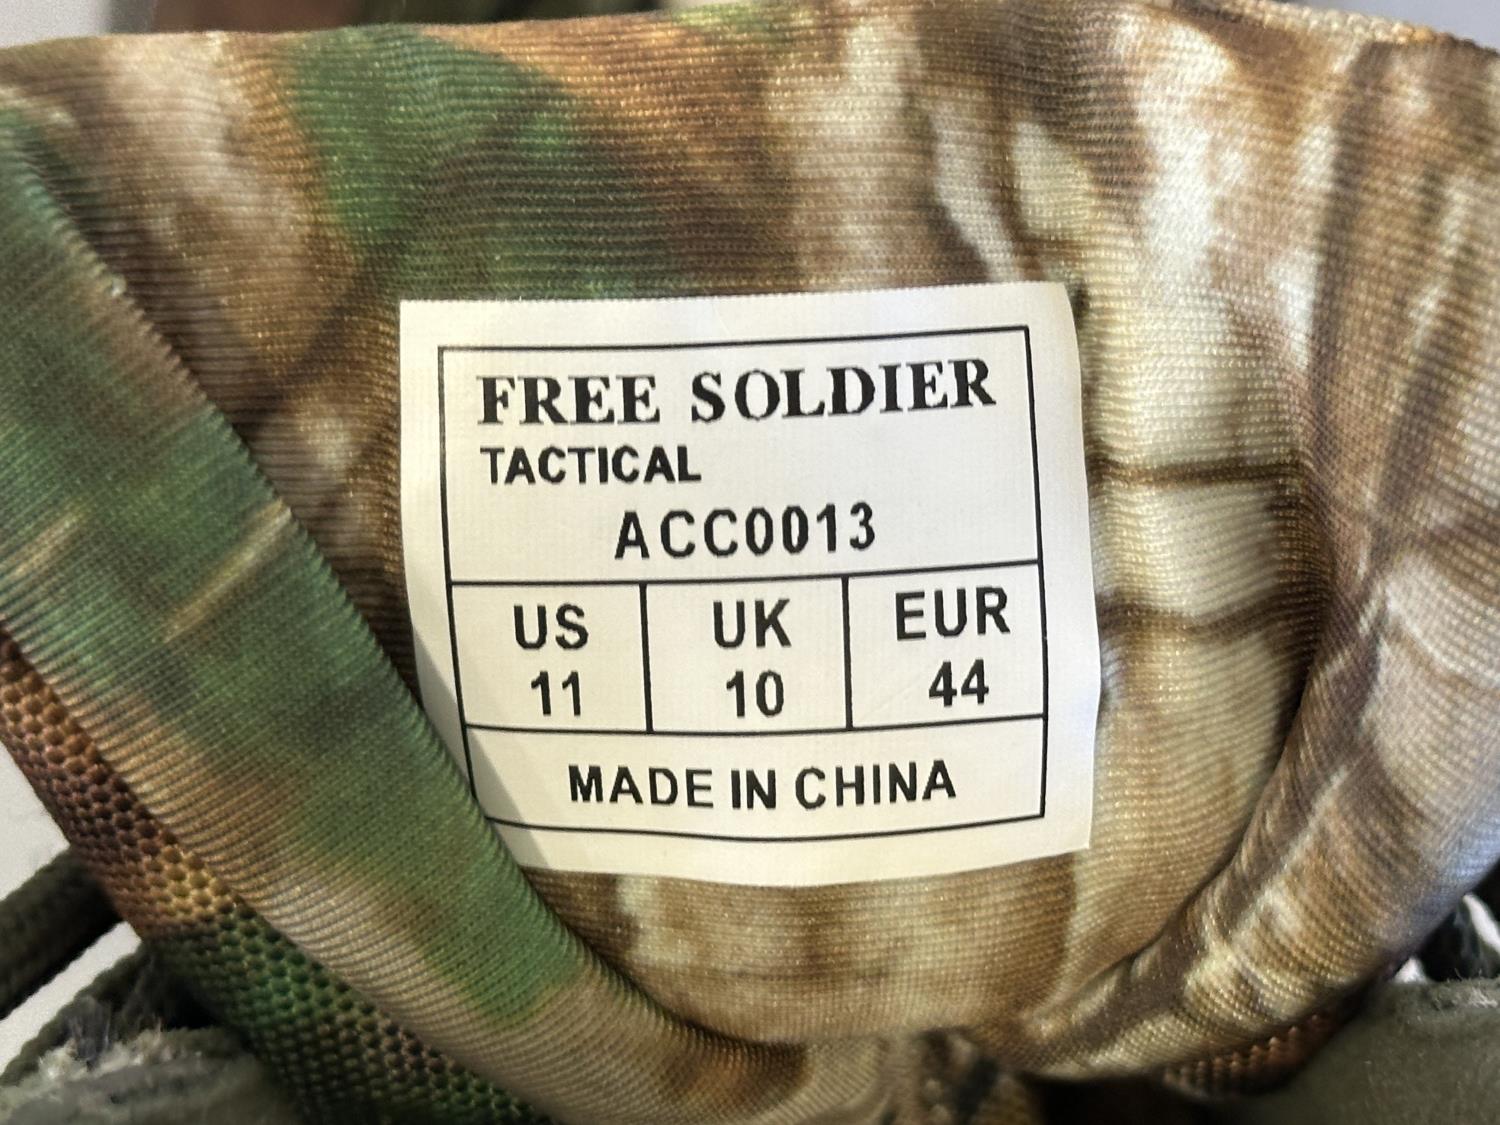 FREE SOLDIER
TACTICAL
ACC0013
US UK EUR
11 10 44
MADE IN CHINA